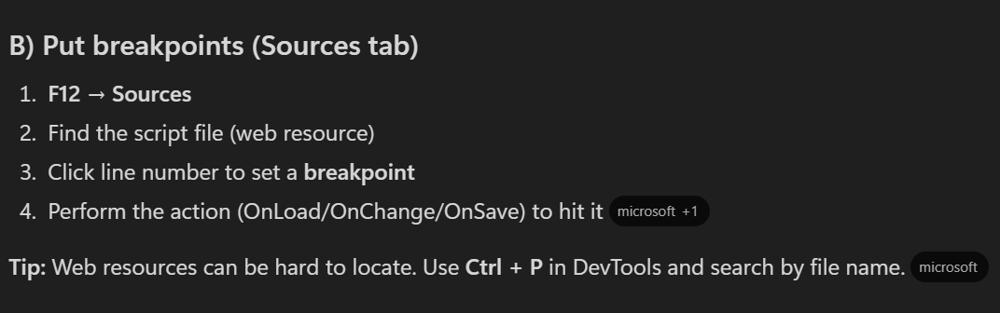 B) Put breakpoints (Sources tab)
1. F12 → Sources
2. Find the script file (web resource)
3. Click line number to set a breakpoint
4. Perform the action (OnLoad/OnChange/OnSave) to hit it microsoft +1
Tip: Web resources can be hard to locate. Use Ctrl + P in DevTools and search by file name. microsoft